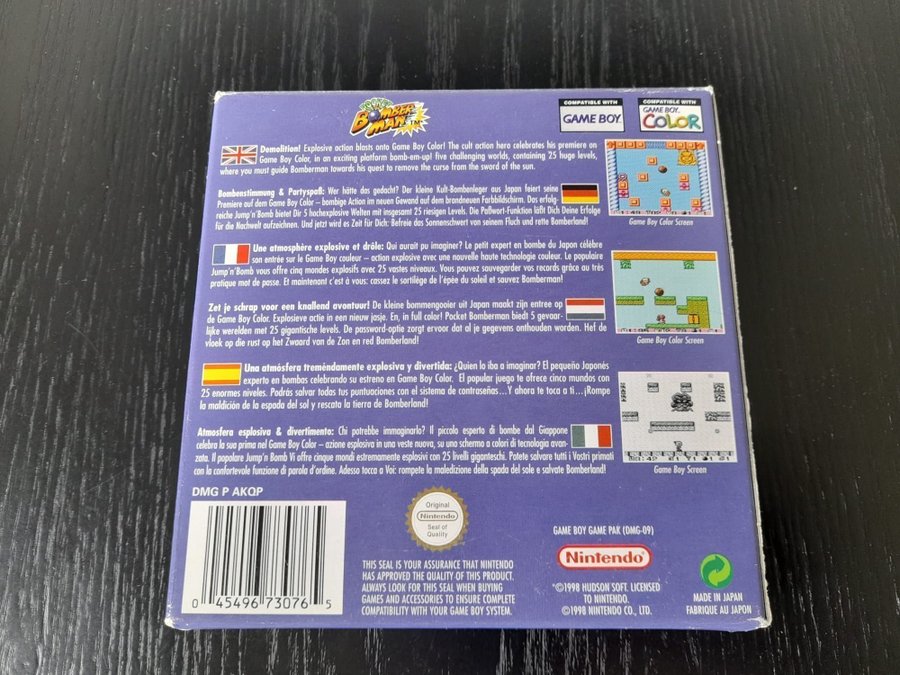 POCKET
BOMBER
MAN™
COMPATIBLE WITH
GAME BOY
COMPATIBLE WITH
GAME BOY
COLOR
Demolition! Explosive action blasts onto Game Boy Color! The cult action hero celebrates his premiere on
Game Boy Color, in an exciting platform bomb-em-up! five challenging worlds, containing 25 huge levels,
where you must guide Bomberman towards his quest to remove the curse from the sword of the sun.
Game Boy Color Screen
Bombenstimmung & Partyspaß: Wer hätte das gedacht? Der kleine Kult-Bombenleger aus Japan feiert seine
Premiere auf dem Game Boy Color – bombige Action im neuen Gewand auf dem brandneuen Farbbildschirm. Das erfolg-
reiche Jump'n'Bomb bietet Dir 5 hochexplosive Welten mit insgesamt 25 riesigen Levels. Die Paßwort-Funktion läßt Dich Deine Erfolge
für die Nachwelt aufzeichnen. Und jetzt wird es Zeit für Dich: Befreie das Sonnenschwert von seinem Fluch und rette Bomberland!
Une atmosphère explosive et drôle: Qui aurait pu imaginer? Le petit expert en bombe du Japon célèbre
son entrée sur le Game Boy couleur – action explosive avec une nouvelle haute technologie couleur. Le populaire
Jump'n'Bomb vous offre cinq mondes explosifs avec 25 vastes niveaux. Vous pouvez sauvegarder vos records grâce au très
pratique mot de passe. Et maintenant c'est à vous: cassez le sortilège de l'épée du soleil et sauvez Bomberman!
Game Boy Color Screen
Zet je schrap voor een knallend avontuur! De kleine bommengooier uit Japan maakt zijn entree op
de Game Boy Color. Explosieve actie in een nieuw jasje. En, in full color! Pocket Bomberman biedt 5 gevaar-
lijke werelden met 25 gigantische levels. De password-optie zorgt ervoor dat al je gegevens onthouden worden. Hef de
vloek op die rust op het Zwaard van de Zon en red Bomberland!
Una atmósfera tremèndamente explosiva y divertida: ¿Quien lo iba a imaginar? El pequeño Japonés
experto en bombas celebrando su estreno en Game Boy Color. El popular juego te ofrece cinco mundos con
25 enormes niveles. Podrás salvar todas tus puntuaciones con el sistema de contraseñas... Y ahora te toca a ti... ¡Rompe
la maldición de la espada del sol y rescata la tierra de Bomberland!
Atmosfera esplosiva & divertimento: Chi potrebbe immaginarlo? Il piccolo esperto di bombe dal Giappone
celebra la sua prima nel Game Boy Color – azione esplosiva in una veste nuova, su uno schermo a colori di tecnologia avan-
zata. Il popolare Jump'n Bomb Vi offre cinque mondi estremamente esplosivi con 25 livelli giganteschi. Potete salvare tutti i Vostri primati
con la confortevole funzione di parola d'ordine. Adesso tocca a Voi: rompete la maledizione della spada del sole e salvate Bomberland!
Game Boy Screen
DMG P AKQP
0 45496 73076 5
Original
Nintendo
Seal of
Quality
THIS SEAL IS YOUR ASSURANCE THAT NINTENDO
HAS APPROVED THE QUALITY OF THIS PRODUCT.
ALWAYS LOOK FOR THIS SEAL WHEN BUYING
GAMES AND ACCESSORIES TO ENSURE COMPLETE
COMPATIBILITY WITH YOUR GAME BOY SYSTEM.
GAME BOY GAME PAK (DMG-09)
Nintendo®
©1998 HUDSON SOFT. LICENSED
TO NINTENDO.
©1998 NINTENDO CO., LTD.
MADE IN JAPAN
FABRIQUE AU JAPON